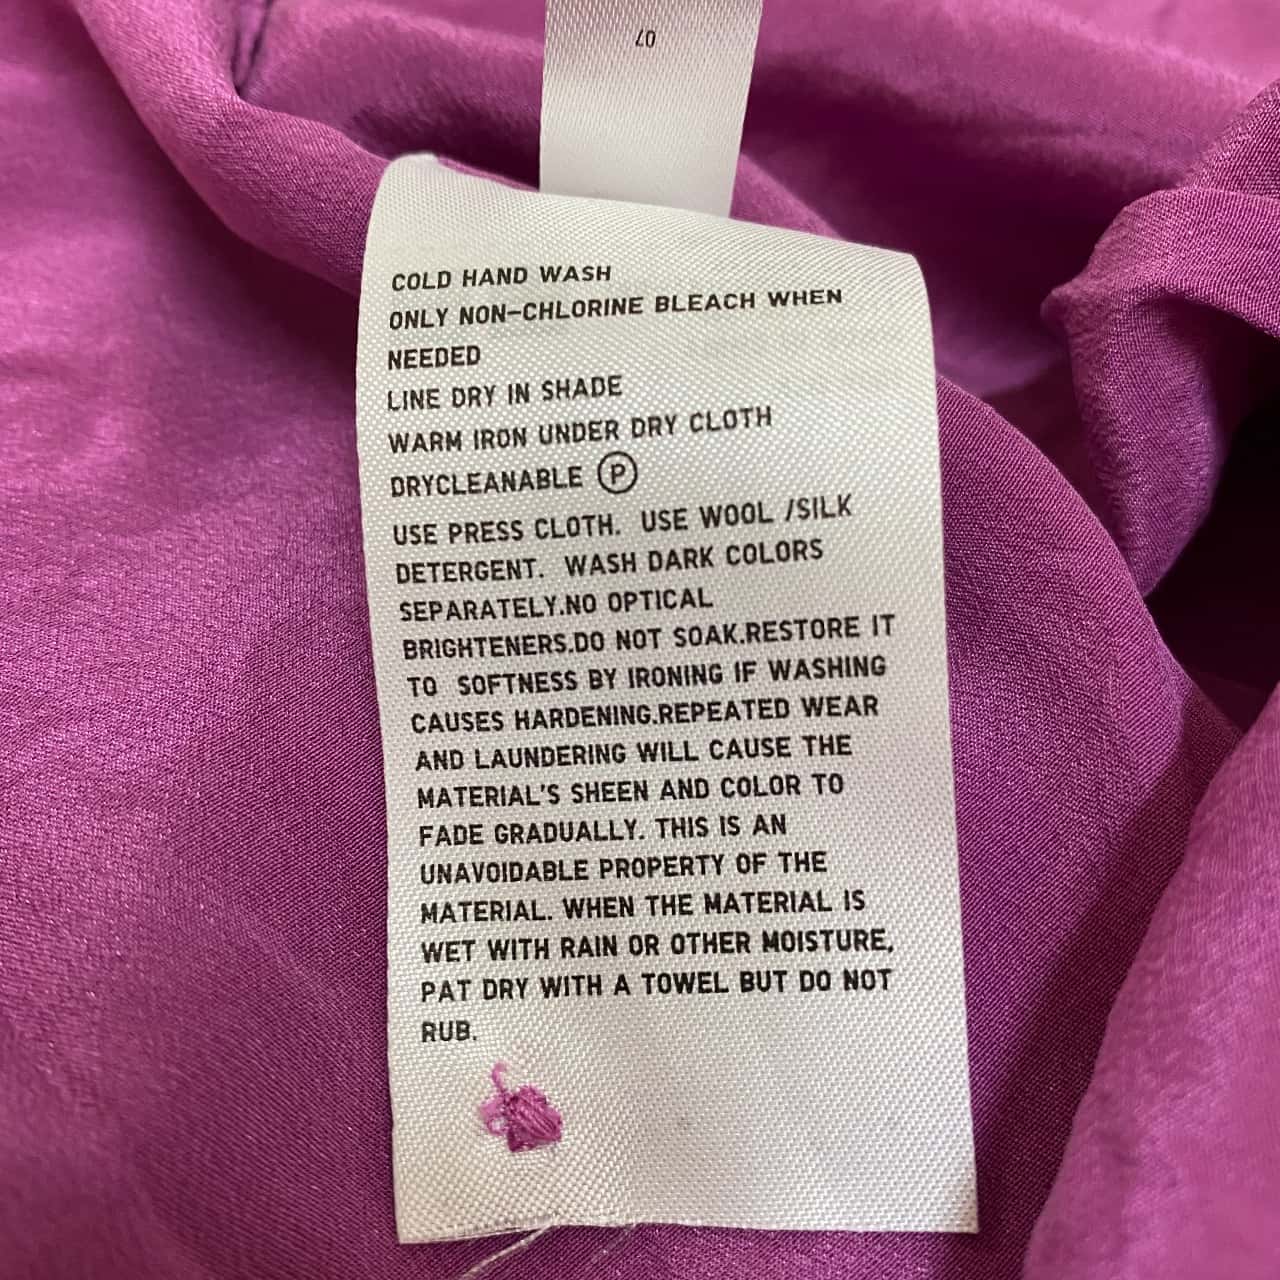 07
COLD HAND WASH
ONLY NON-CHLORINE BLEACH WHEN
NEEDED
LINE DRY IN SHADE
WARM IRON UNDER DRY CLOTH
DRYCLEANABLE Ⓟ
USE PRESS CLOTH. USE WOOL /SILK
DETERGENT. WASH DARK COLORS
SEPARATELY.NO OPTICAL
BRIGHTENERS.DO NOT SOAK.RESTORE IT
TO SOFTNESS BY IRONING IF WASHING
CAUSES HARDENING.REPEATED WEAR
AND LAUNDERING WILL CAUSE THE
MATERIAL'S SHEEN AND COLOR TO
FADE GRADUALLY. THIS IS AN
UNAVOIDABLE PROPERTY OF THE
MATERIAL. WHEN THE MATERIAL IS
WET WITH RAIN OR OTHER MOISTURE,
PAT DRY WITH A TOWEL BUT DO NOT
RUB.